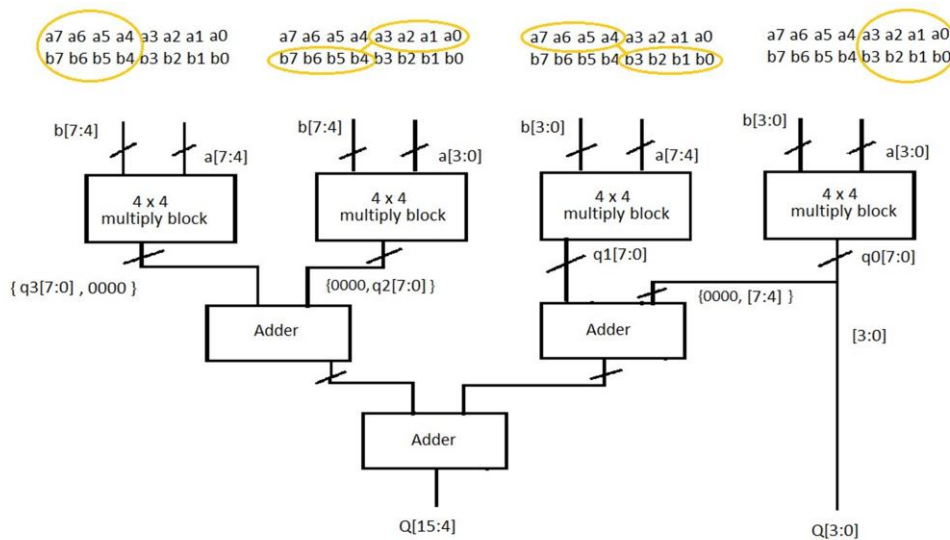 a7 a6 a5 a4 a3 a2 a1 a0
b7 b6 b5 b4 b3 b2 b1 b0
a7 a6 a5 a4 a3 a2 a1 a0
b7 b6 b5 b4 b3 b2 b1 b0
a7 a6 a5 a4 a3 a2 a1 a0
b7 b6 b5 b4 b3 b2 b1 b0
a7 a6 a5 a4 a3 a2 a1 a0
b7 b6 b5 b4 b3 b2 b1 b0
b[7:4]
a[7:4]
b[7:4]
a[3:0]
b[3:0]
a[7:4]
b[3:0]
a[3:0]
4 x 4
multiply block
4 x 4
multiply block
4 x 4
multiply block
4 x 4
multiply block
{ q3[7:0] , 0000 }
{0000, q2[7:0] }
q1[7:0]
q0[7:0]
{0000, [7:4] }
Adder
Adder
[3:0]
Adder
Q[15:4]
Q[3:0]